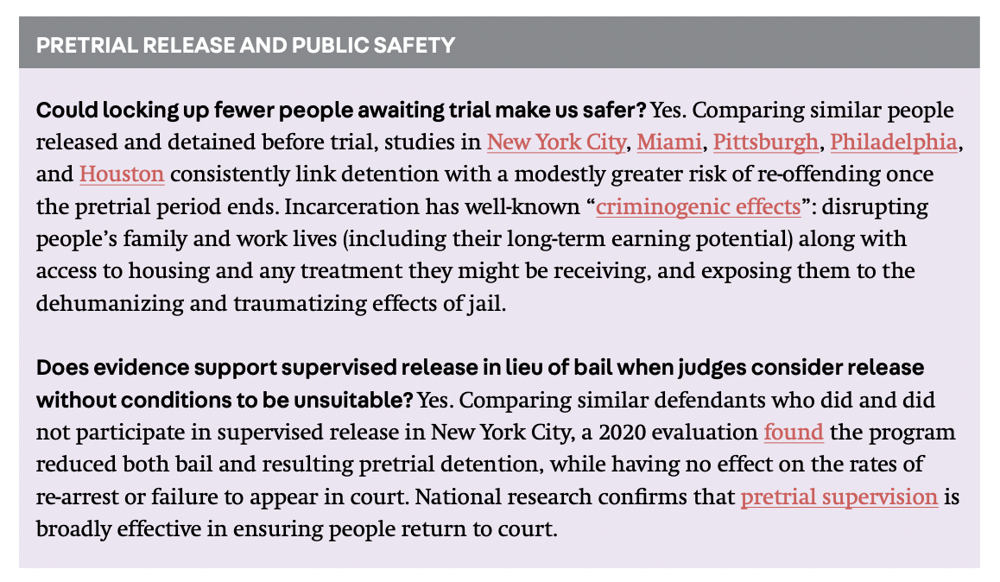 PRETRIAL RELEASE AND PUBLIC SAFETY
Could locking up fewer people awaiting trial make us safer? Yes. Comparing similar people
released and detained before trial, studies in New York City, Miami, Pittsburgh, Philadelphia,
and Houston consistently link detention with a modestly greater risk of re-offending once
the pretrial period ends. Incarceration has well-known “criminogenic effects”: disrupting
people’s family and work lives (including their long-term earning potential) along with
access to housing and any treatment they might be receiving, and exposing them to the
dehumanizing and traumatizing effects of jail.
Does evidence support supervised release in lieu of bail when judges consider release
without conditions to be unsuitable? Yes. Comparing similar defendants who did and did
not participate in supervised release in New York City, a 2020 evaluation found the program
reduced both bail and resulting pretrial detention, while having no effect on the rates of
re-arrest or failure to appear in court. National research confirms that pretrial supervision is
broadly effective in ensuring people return to court.